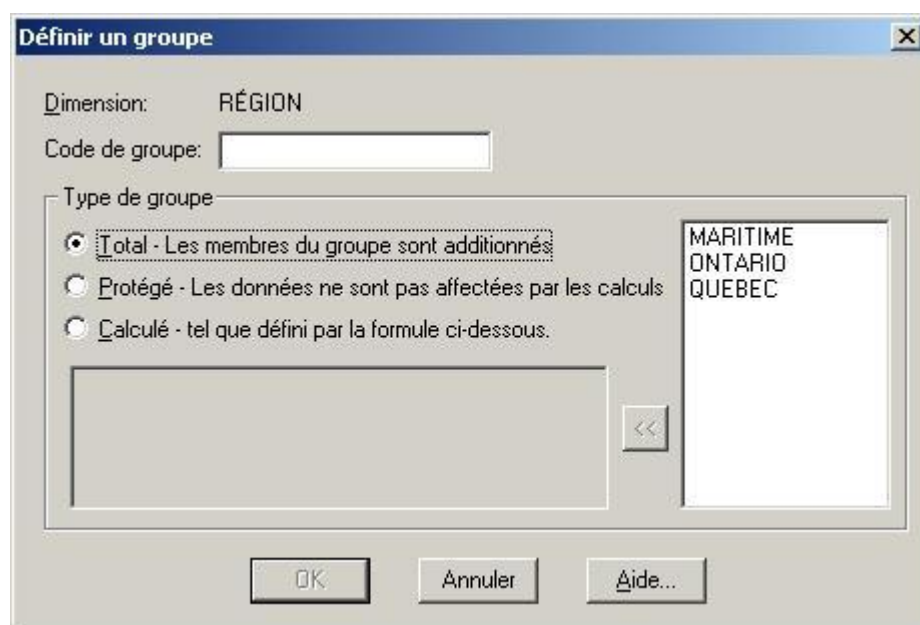 Définir un groupe
Dimension: RÉGION
Code de groupe:
Type de groupe
Total - Les membres du groupe sont additionnés
Protégé - Les données ne sont pas affectées par les calculs
Calculé - tel que défini par la formule ci-dessous.
MARITIME
ONTARIO
QUEBEC
<<
OK Annuler Aide...